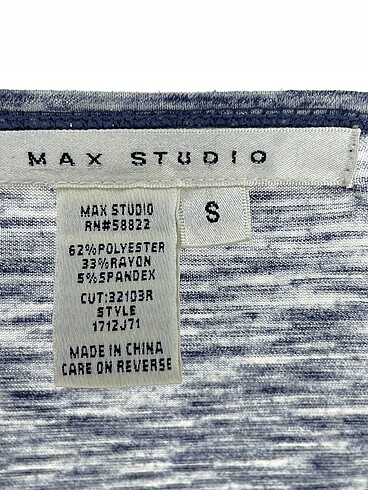 MAX STUDIO
S
MAX STUDIO
RN#58822
62%POLYESTER
33%RAYON
5%SPANDEX
CUT:32103R
STYLE
1712J71
MADE IN CHINA
CARE ON REVERSE